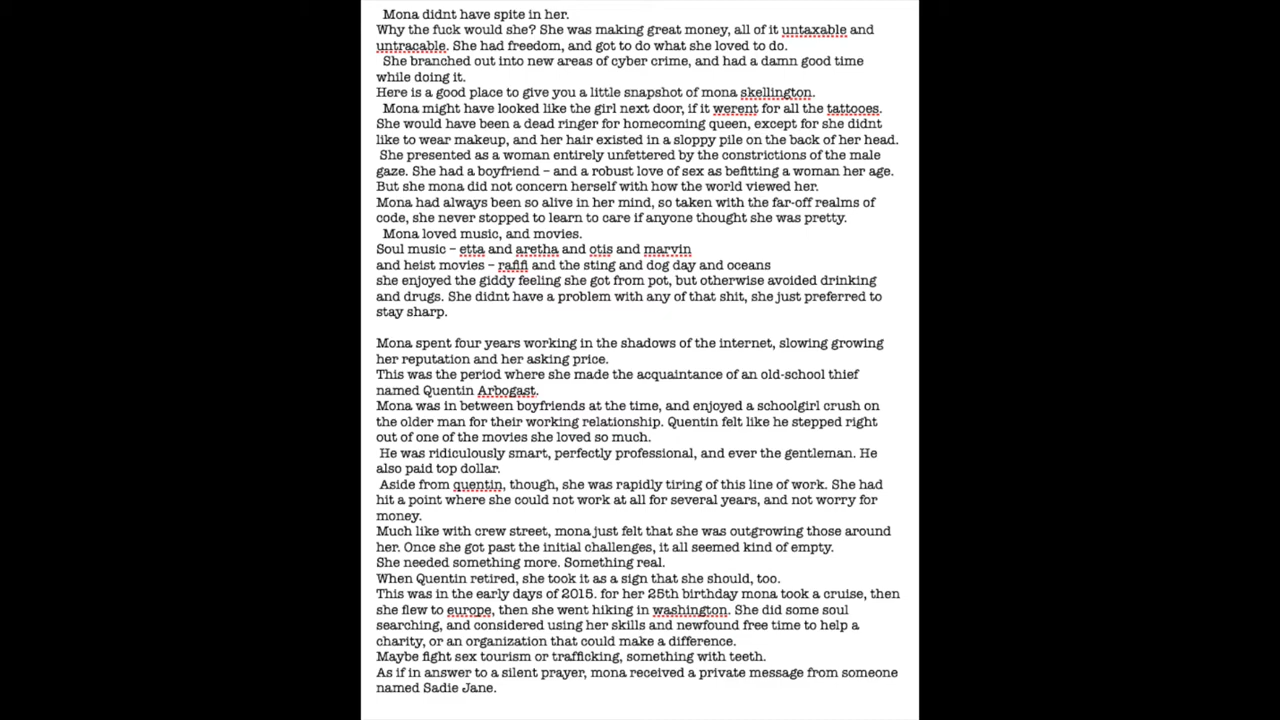 Mona didnt have spite in her.
Why the fuck would she? She was making great money, all of it untaxable and
untracable. She had freedom, and got to do what she loved to do.
She branched out into new areas of cyber crime, and had a damn good time
while doing it.
Here is a good place to give you a little snapshot of mona skellington.
Mona might have looked like the girl next door, if it werent for all the tattooes.
She would have been a dead ringer for homecoming queen, except for she didnt
like to wear makeup, and her hair existed in a sloppy pile on the back of her head.
She presented as a woman entirely unfettered by the constrictions of the male
gaze. She had a boyfriend – and a robust love of sex as befitting a woman her age.
But she mona did not concern herself with how the world viewed her.
Mona had always been so alive in her mind, so taken with the far-off realms of
code, she never stopped to learn to care if anyone thought she was pretty.
Mona loved music, and movies.
Soul music – etta and aretha and otis and marvin
and heist movies – rafifi and the sting and dog day and oceans
she enjoyed the giddy feeling she got from pot, but otherwise avoided drinking
and drugs. She didnt have a problem with any of that shit, she just preferred to
stay sharp.
Mona spent four years working in the shadows of the internet, slowing growing
her reputation and her asking price.
This was the period where she made the acquaintance of an old-school thief
named Quentin Arbogast.
Mona was in between boyfriends at the time, and enjoyed a schoolgirl crush on
the older man for their working relationship. Quentin felt like he stepped right
out of one of the movies she loved so much.
He was ridiculously smart, perfectly professional, and ever the gentleman. He
also paid top dollar.
Aside from quentin, though, she was rapidly tiring of this line of work. She had
hit a point where she could not work at all for several years, and not worry for
money.
Much like with crew street, mona just felt that she was outgrowing those around
her. Once she got past the initial challenges, it all seemed kind of empty.
She needed something more. Something real.
When Quentin retired, she took it as a sign that she should, too.
This was in the early days of 2015. for her 25th birthday mona took a cruise, then
she flew to europe, then she went hiking in washington. She did some soul
searching, and considered using her skills and newfound free time to help a
charity, or an organization that could make a difference.
Maybe fight sex tourism or trafficking, something with teeth.
As if in answer to a silent prayer, mona received a private message from someone
named Sadie Jane.